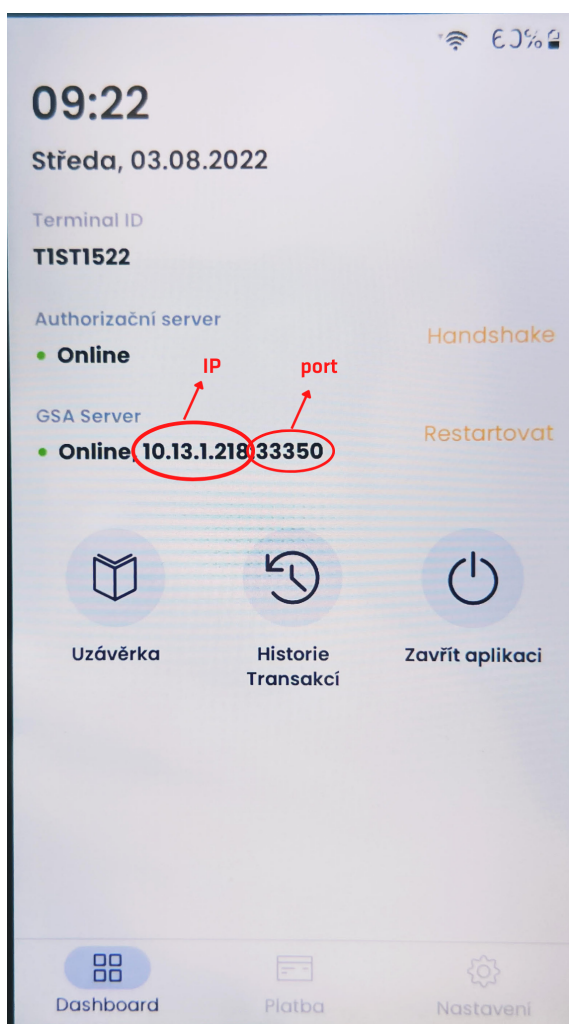 60%
09:22
Středa, 03.08.2022
Terminal ID
T1ST1522
Authorizační server
Handshake
• Online
IP
port
GSA Server
Restartovat
• Online, 10.13.1.218:33350
Uzávěrka
Historie
Transakcí
Zavřít aplikaci
Dashboard
Platba
Nastavení